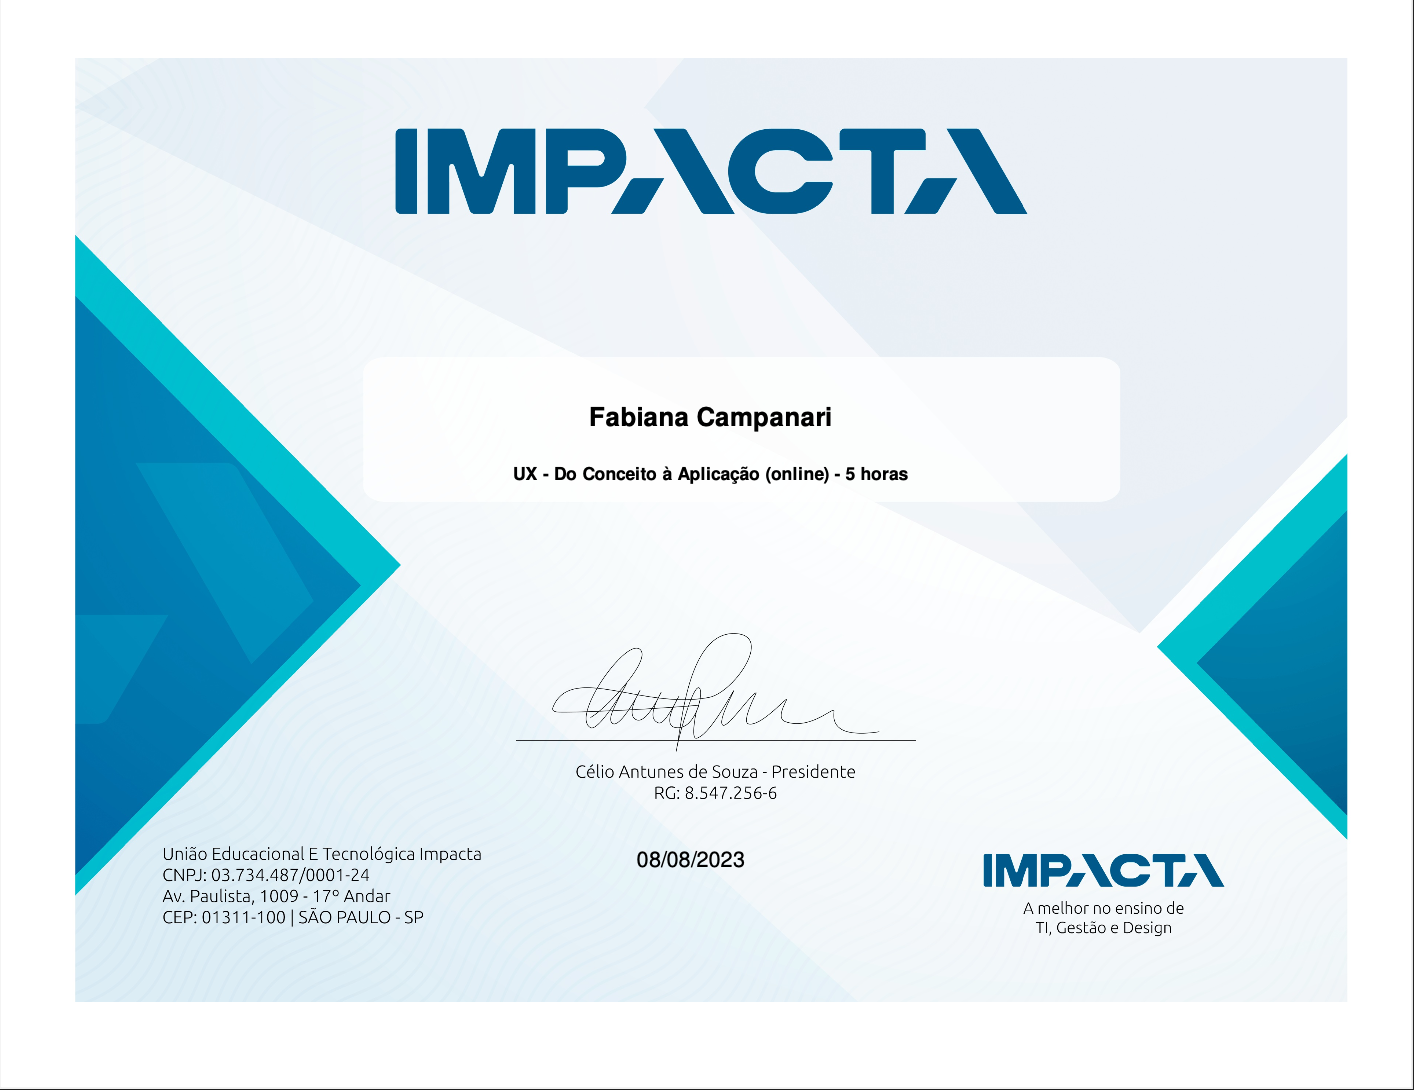 IMPACTA
Fabiana Campanari
UX - Do Conceito à Aplicação (online) - 5 horas
Célio Antunes de Souza - Presidente
RG: 8.547.256-6
União Educacional E Tecnológica Impacta
CNPJ: 03.734.487/0001-24
Av. Paulista, 1009 - 17º Andar
CEP: 01311-100 | SÃO PAULO - SP
08/08/2023
IMPACTA
A melhor no ensino de
TI, Gestão e Design